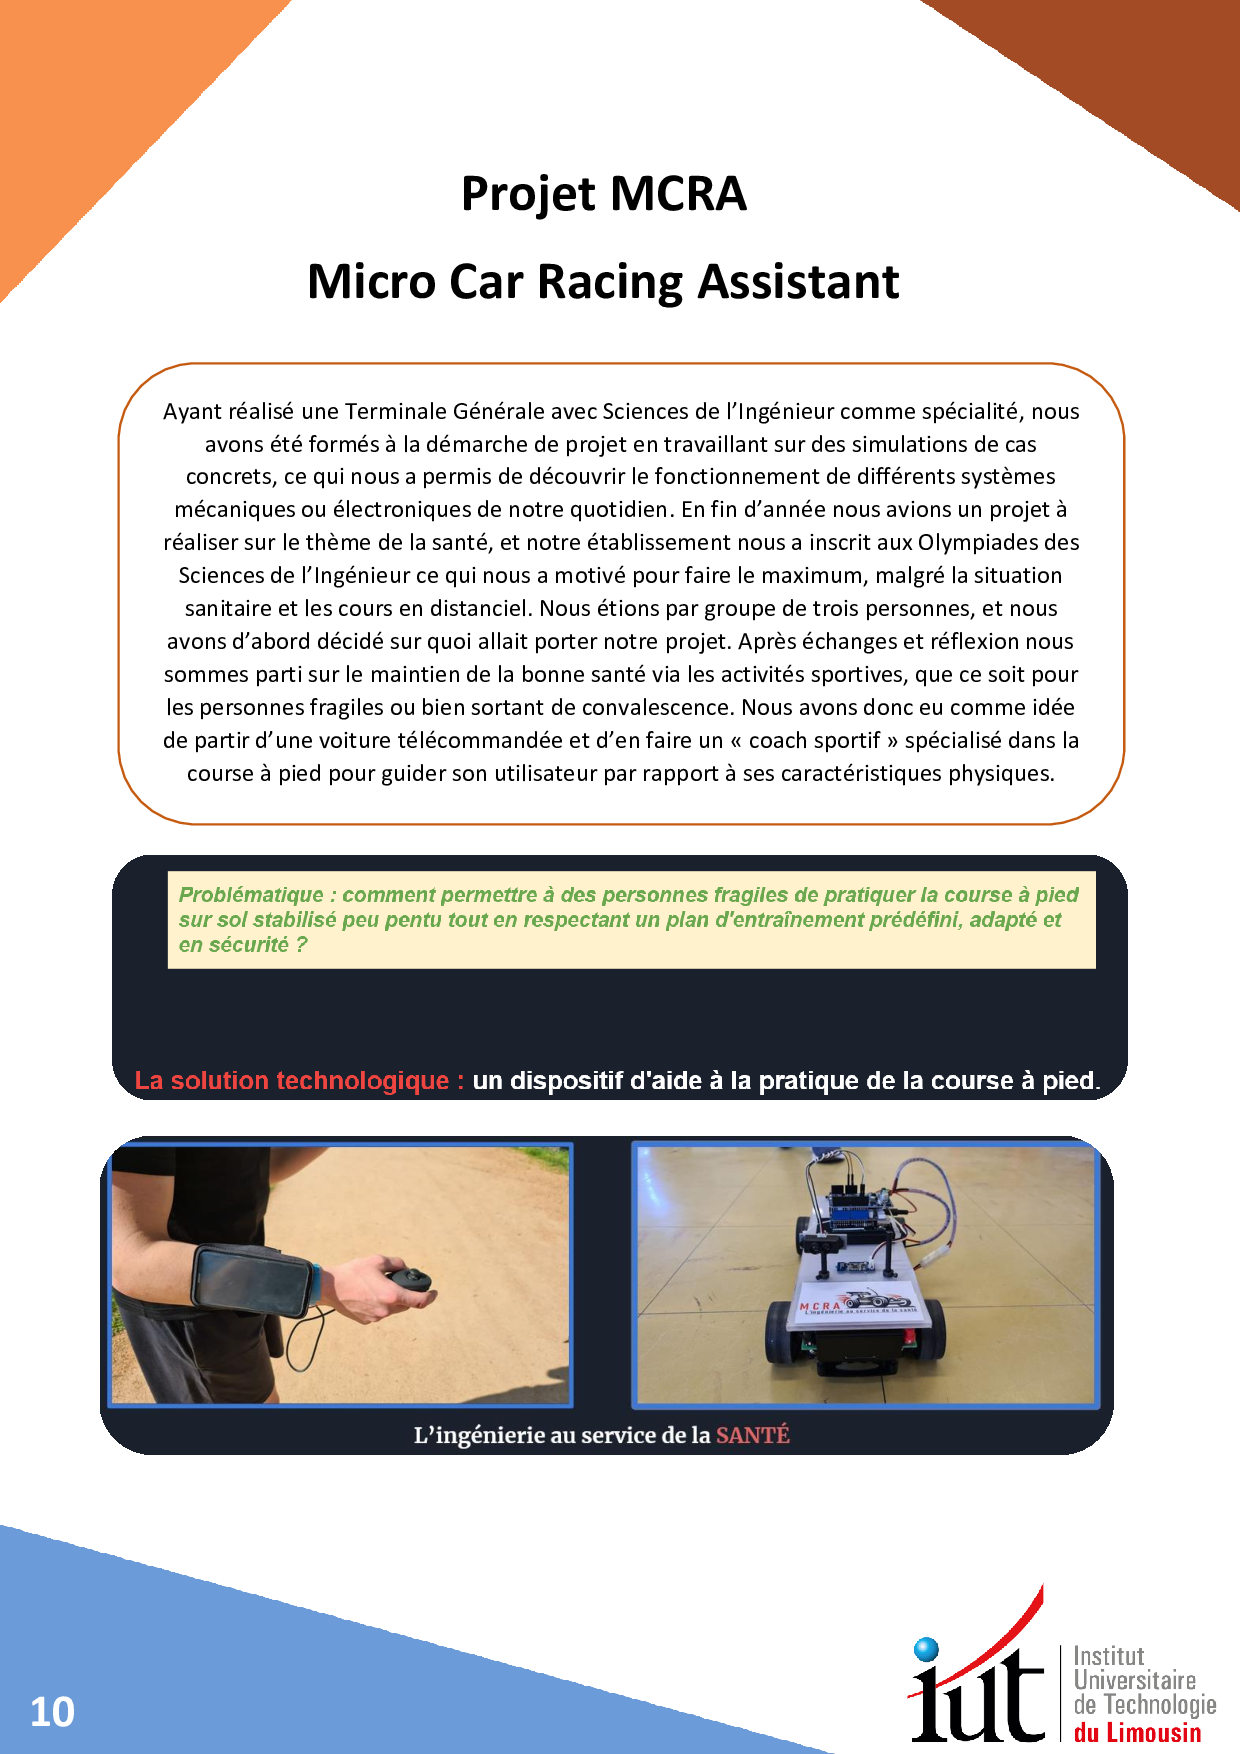 Projet MCRA
Micro Car Racing Assistant
Ayant réalisé une Terminale Générale avec Sciences de l’Ingénieur comme spécialité, nous
avons été formés à la démarche de projet en travaillant sur des simulations de cas
concrets, ce qui nous a permis de découvrir le fonctionnement de différents systèmes
mécaniques ou électroniques de notre quotidien. En fin d’année nous avions un projet à
réaliser sur le thème de la santé, et notre établissement nous a inscrit aux Olympiades des
Sciences de l’Ingénieur ce qui nous a motivé pour faire le maximum, malgré la situation
sanitaire et les cours en distanciel. Nous étions par groupe de trois personnes, et nous
avons d’abord décidé sur quoi allait porter notre projet. Après échanges et réflexion nous
sommes parti sur le maintien de la bonne santé via les activités sportives, que ce soit pour
les personnes fragiles ou bien sortant de convalescence. Nous avons donc eu comme idée
de partir d’une voiture télécommandée et d’en faire un « coach sportif » spécialisé dans la
course à pied pour guider son utilisateur par rapport à ses caractéristiques physiques.
Problématique : comment permettre à des personnes fragiles de pratiquer la course à pied
sur sol stabilisé peu pentu tout en respectant un plan d'entraînement prédéfini, adapté et
en sécurité ?
La solution technologique : un dispositif d'aide à la pratique de la course à pied.
MCRA
L'ingénierie au service de la santé
L’ingénierie au service de la SANTÉ
10
iut
Institut
Universitaire
de Technologie
du Limousin